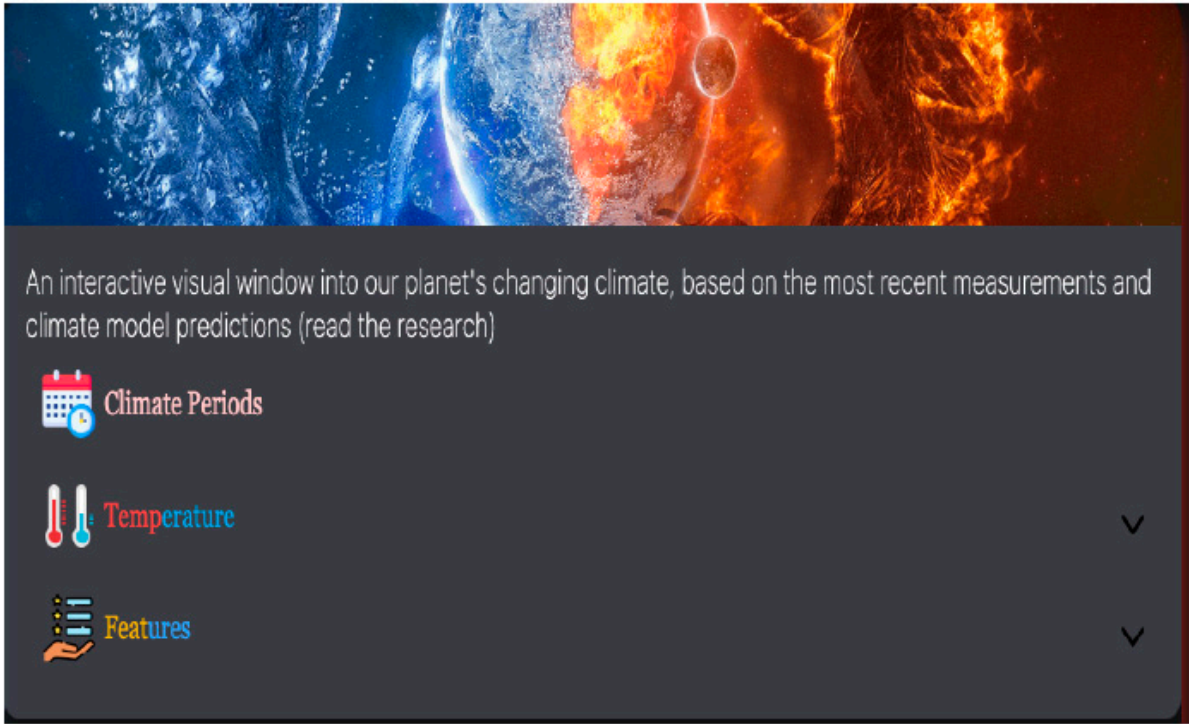 An interactive visual window into our planet's changing climate, based on the most recent measurements and
climate model predictions (read the research)
Climate Periods
Temperature
Features